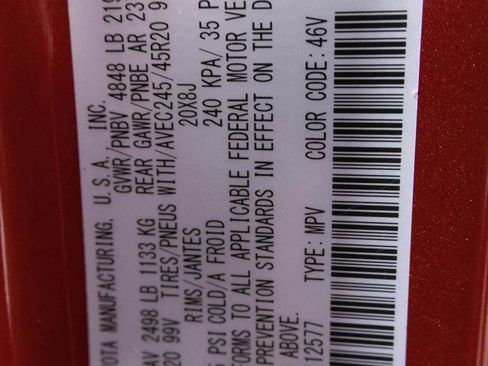 OTA MANUFACTURING, U.S.A., INC.
GVWR/PNBV 4848 LB 219
AV 2498 LB 1133 KG REAR GAWR/PNBE AR 23
20 99V TIRES/PNEUS WITH/AVEC 245/45R20 9
RIMS/JANTES 20X8J
PSI COLD/A FROID 240 KPA/ 35 P
FORMS TO ALL APPLICABLE FEDERAL MOTOR VE
PREVENTION STANDARDS IN EFFECT ON THE D
ABOVE.
12577 TYPE: MPV COLOR CODE: 46V